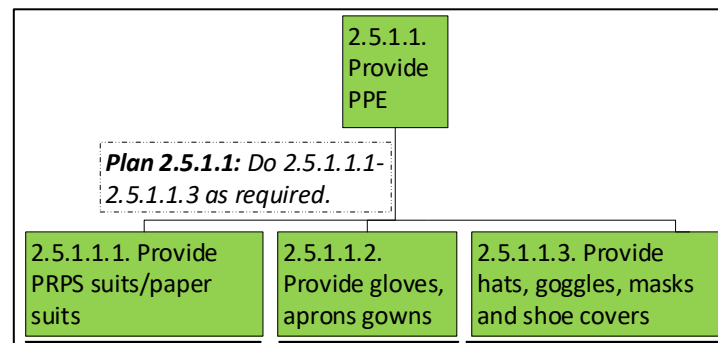 2.5.1.1.
Provide
PPE
Plan 2.5.1.1: Do 2.5.1.1.1-
2.5.1.1.3 as required.
2.5.1.1.1. Provide
PRPS suits/paper
suits
2.5.1.1.2.
Provide gloves,
aprons gowns
2.5.1.1.3. Provide
hats, goggles, masks
and shoe covers